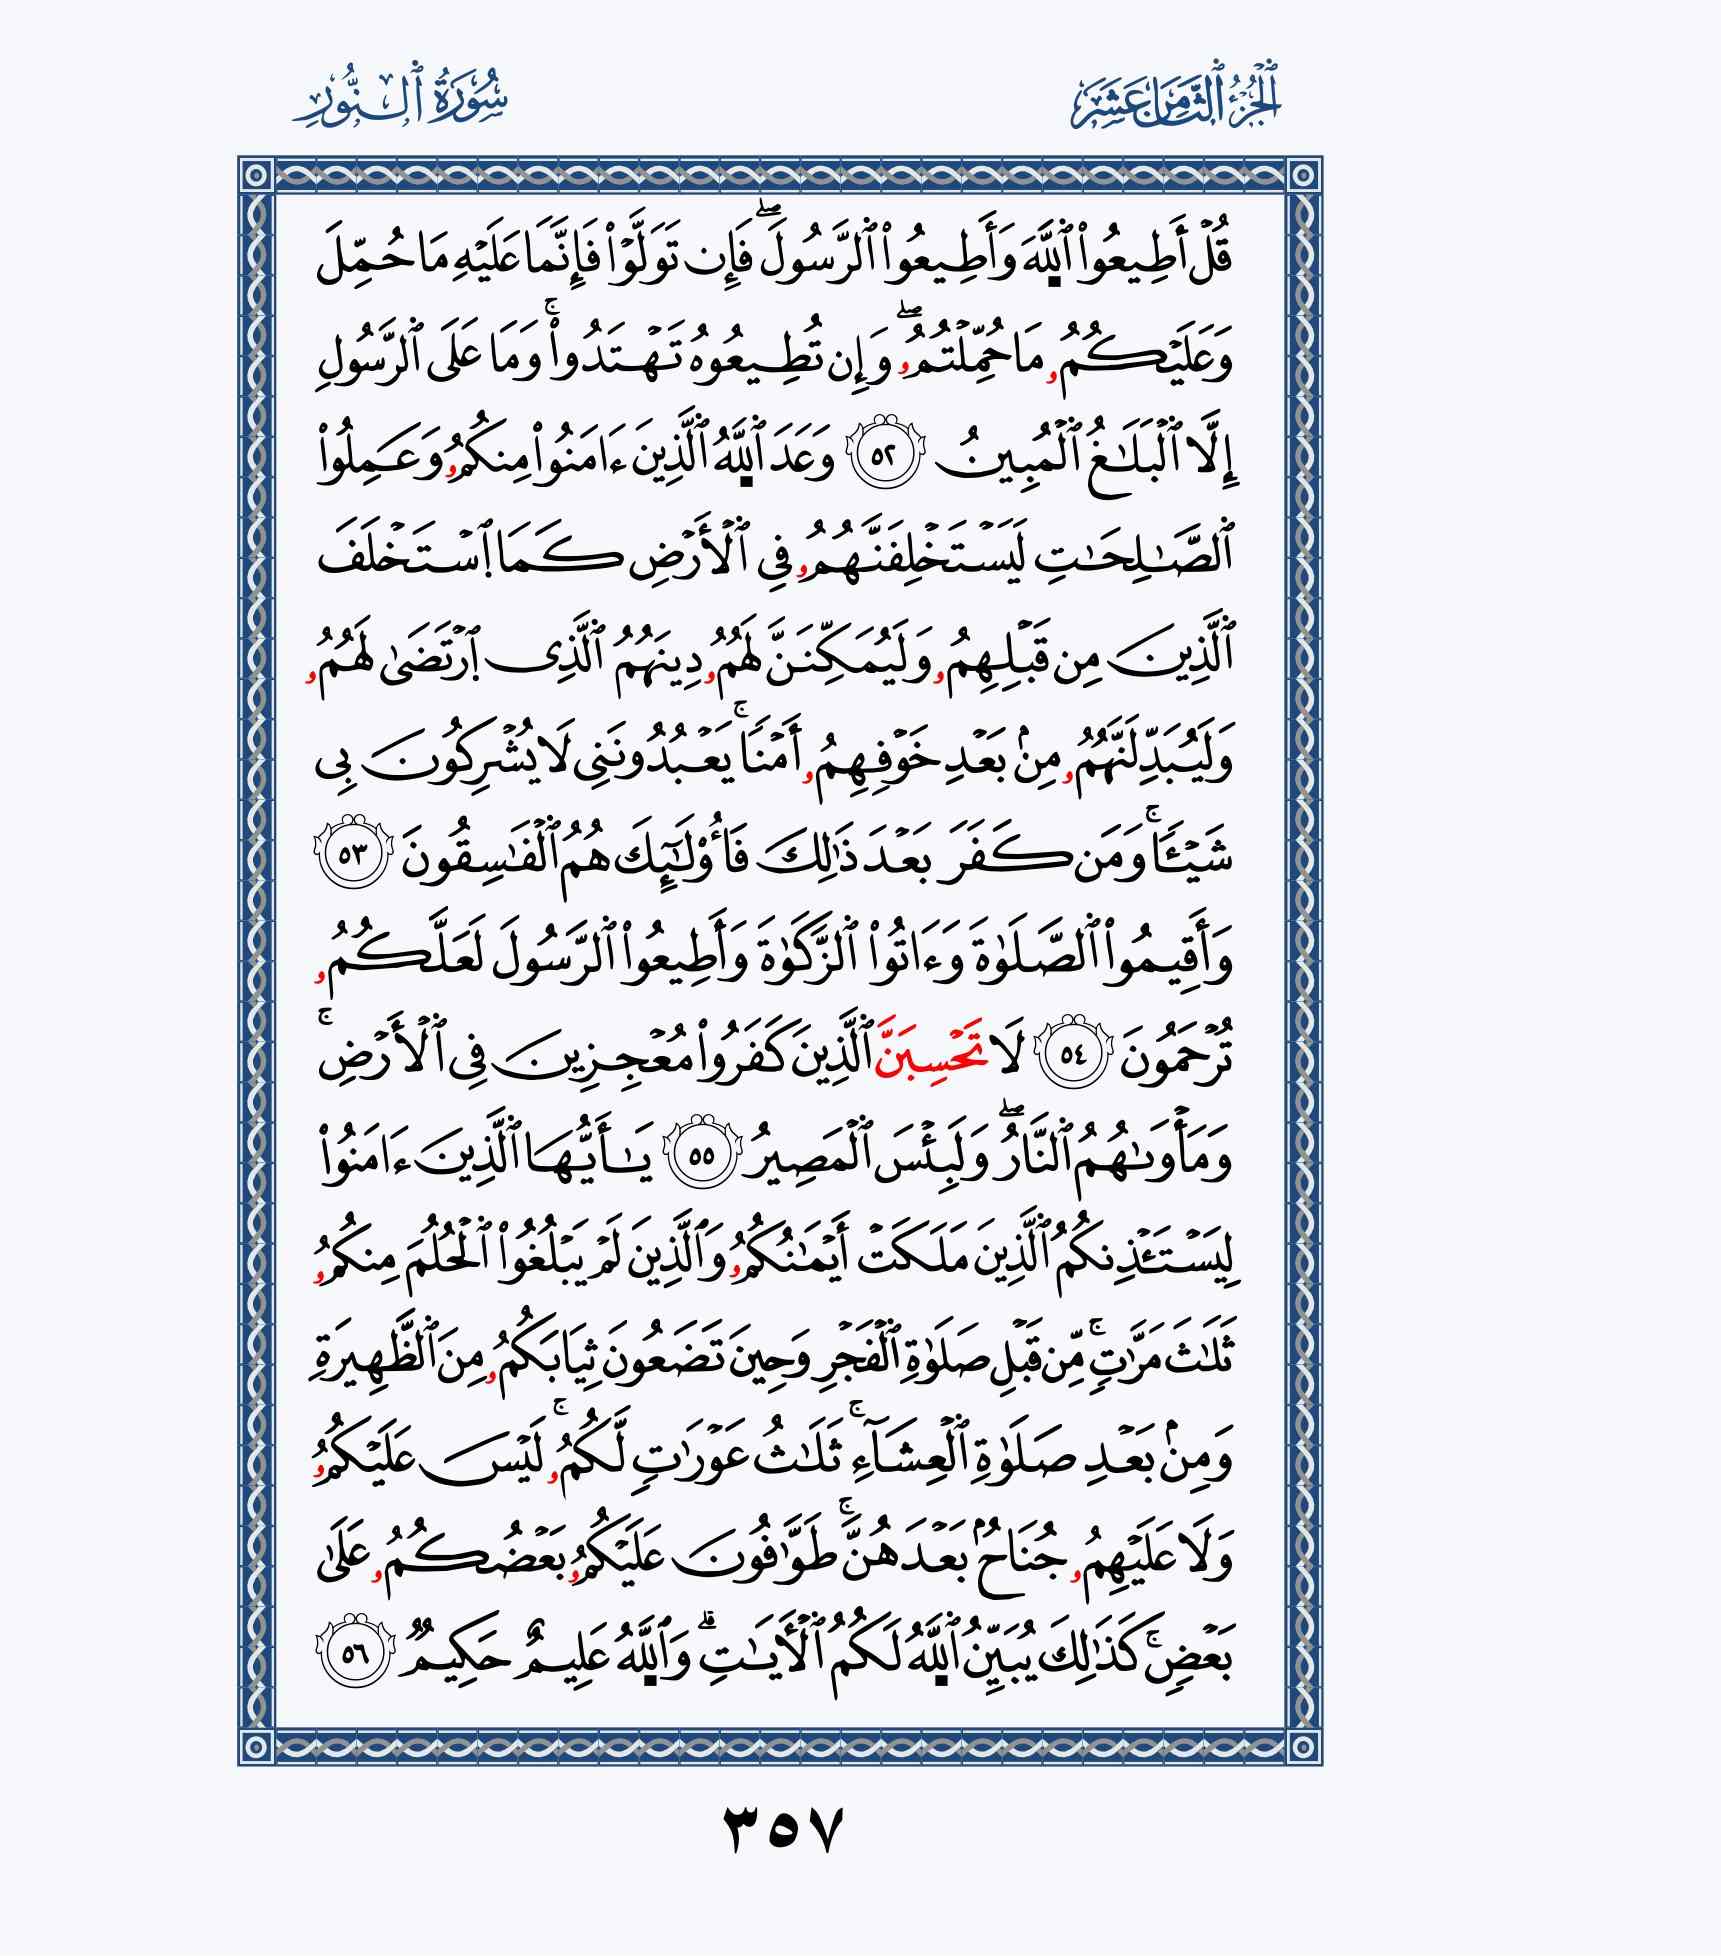 ٱلْجُزْءُ ٱلثَّامِنَ عَشَرَ
سُورَةُ ٱلنُّورِ
قُلْ أَطِيعُوا۟ ٱللَّهَ وَأَطِيعُوا۟ ٱلرَّسُولَۖ فَإِن تَوَلَّوْا۟ فَإِنَّمَا عَلَيْهِ مَا حُمِّلَ
وَعَلَيْكُمُۥ مَا حُمِّلْتُمُۥۖ وَإِن تُطِيعُوهُ تَهْتَدُوا۟ۚ وَمَا عَلَى ٱلرَّسُولِ
إِلَّا ٱلْبَلَٰغُ ٱلْمُبِينُ ٥٢ وَعَدَ ٱللَّهُ ٱلَّذِينَ ءَامَنُوا۟ مِنكُمُۥ وَعَمِلُوا۟
ٱلصَّٰلِحَٰتِ لَيَسْتَخْلِفَنَّهُمُۥ فِي ٱلْأَرْضِ كَمَا ٱسْتَخْلَفَ
ٱلَّذِينَ مِن قَبْلِهِمُۥ وَلَيُمَكِّنَنَّ لَهُمُۥ دِينَهُمُ ٱلَّذِى ٱرْتَضَىٰ لَهُمُۥ
وَلَيُبَدِّلَنَّهُمُۥ مِنۢ بَعْدِ خَوْفِهِمُۥ أَمْنًاۚ يَعْبُدُونَنِى لَا يُشْرِكُونَ بِى
شَيْـًٔاۚ وَمَن كَفَرَ بَعْدَ ذَٰلِكَ فَأُو۟لَٰٓئِكَ هُمُ ٱلْفَٰسِقُونَ ٥٣
وَأَقِيمُوا۟ ٱلصَّلَوٰةَ وَءَاتُوا۟ ٱلزَّكَوٰةَ وَأَطِيعُوا۟ ٱلرَّسُولَ لَعَلَّكُمُۥ
تُرْحَمُونَ ٥٤ لَا تَحْسِبَنَّ ٱلَّذِينَ كَفَرُوا۟ مُعْجِزِينَ فِي ٱلْأَرْضِۚ
وَمَأْوَىٰهُمُ ٱلنَّارُۖ وَلَبِئْسَ ٱلْمَصِيرُ ٥٥ يَٰٓأَيُّهَا ٱلَّذِينَ ءَامَنُوا۟
لِيَسْتَـْٔذِنكُمُ ٱلَّذِينَ مَلَكَتْ أَيْمَٰنُكُمُۥ وَٱلَّذِينَ لَمْ يَبْلُغُوا۟ ٱلْحُلُمَ مِنكُمُۥ
ثَلَٰثَ مَرَّٰتٍۚ مِّن قَبْلِ صَلَوٰةِ ٱلْفَجْرِ وَحِينَ تَضَعُونَ ثِيَابَكُمُۥ مِنَ ٱلظَّهِيرَةِ
وَمِنۢ بَعْدِ صَلَوٰةِ ٱلْعِشَآءِۚ ثَلَٰثُ عَوْرَٰتٍ لَّكُمُۥۚ لَيْسَ عَلَيْكُمُۥ
وَلَا عَلَيْهِمُۥ جُنَاحٌۢ بَعْدَهُنَّۚ طَوَّٰفُونَ عَلَيْكُمُۥ بَعْضُكُمُۥ عَلَىٰ
بَعْضٍۚ كَذَٰلِكَ يُبَيِّنُ ٱللَّهُ لَكُمُ ٱلْأَيَٰتِۗ وَٱللَّهُ عَلِيمٌ حَكِيمٌ ٥٦
٣٥٧